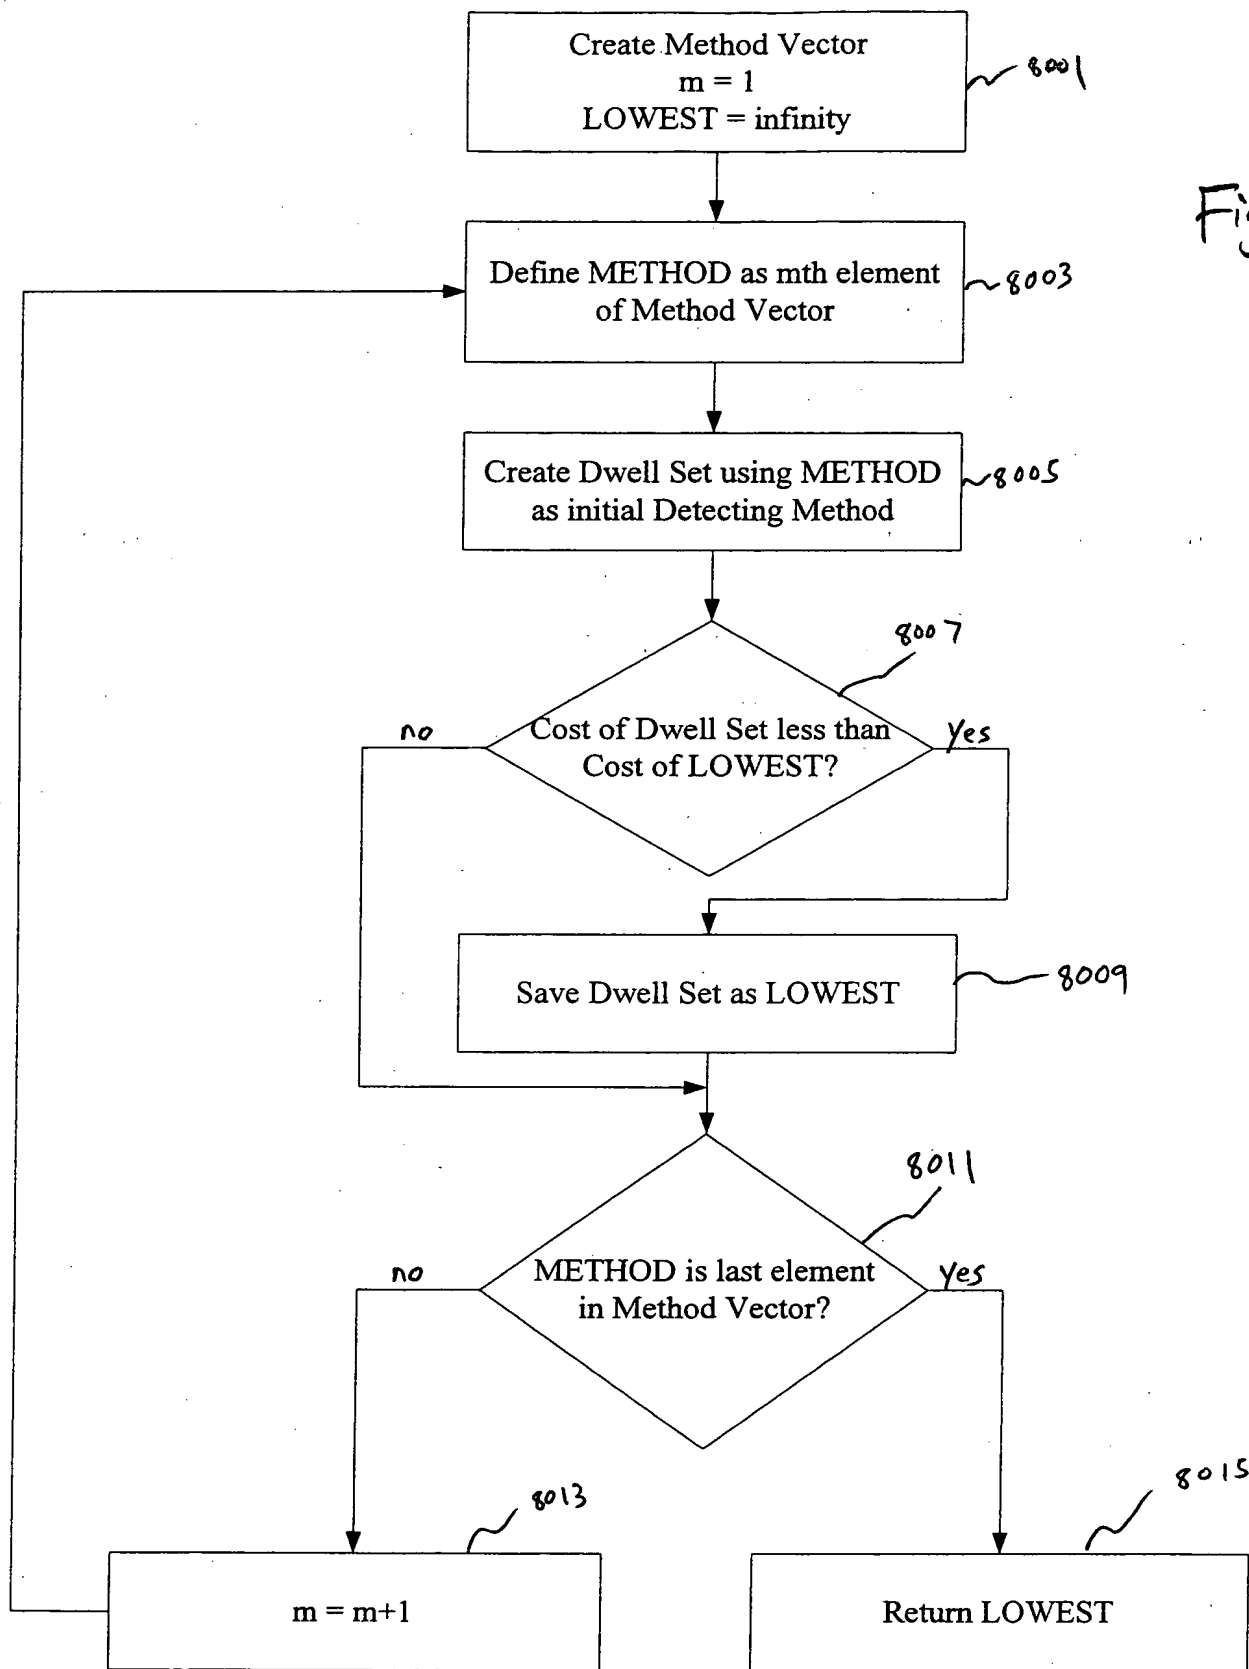 Create Method Vector
m = 1
LOWEST = infinity
8001
Define METHOD as mth element
of Method Vector
8003
Create Dwell Set using METHOD
as initial Detecting Method
8005
8007
no
Cost of Dwell Set less than
Cost of LOWEST?
yes
Save Dwell Set as LOWEST
8009
8011
no
METHOD is last element
in Method Vector?
yes
8013
m = m+1
8015
Return LOWEST